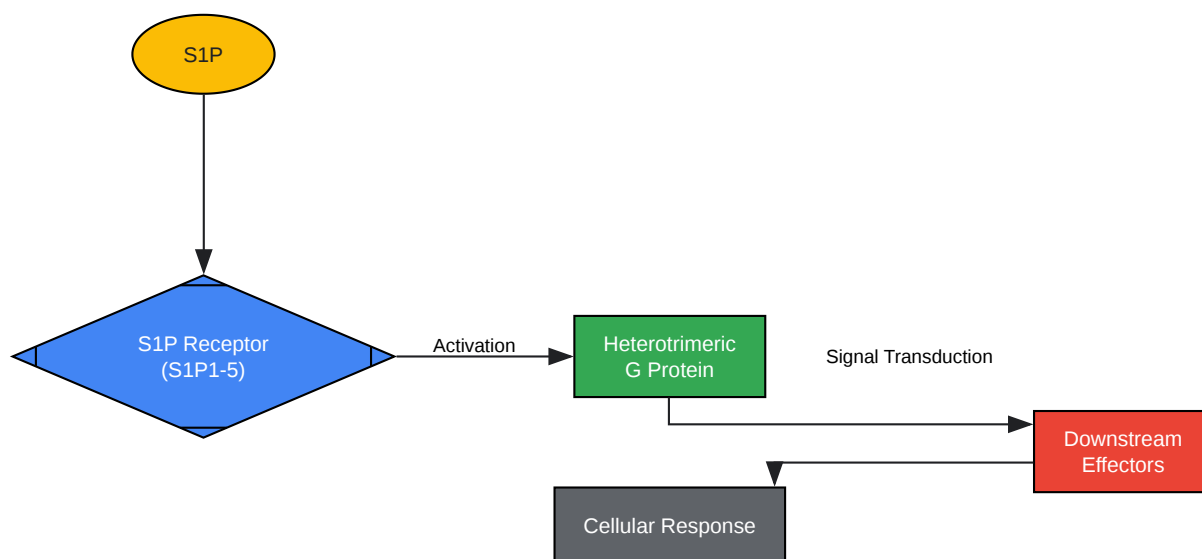 S1P
S1P Receptor
(S1P1-5)
Activation
Heterotrimeric
G Protein
Signal Transduction
Downstream
Effectors
Cellular Response